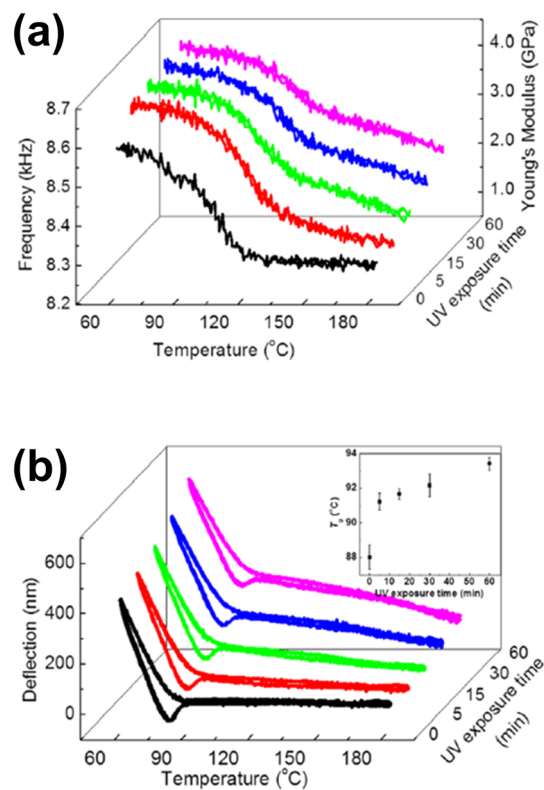 (a)
8.7
8.6
8.5
8.4
8.3
8.2
Frequency (kHz)
4.0
3.0
2.0
1.0
Young's Modulus (GPa)
60
30
15
5
0
UV exposure time
(min)
60 90 120 150 180
Temperature (°C)
(b)
600
400
200
0
Deflection (nm)
94
92
90
88
(°C)
0 10 20 30 40 50 60
UV exposure time (min)
60
30
15
5
0
UV exposure time
(min)
60 90 120 150 180
Temperature (°C)